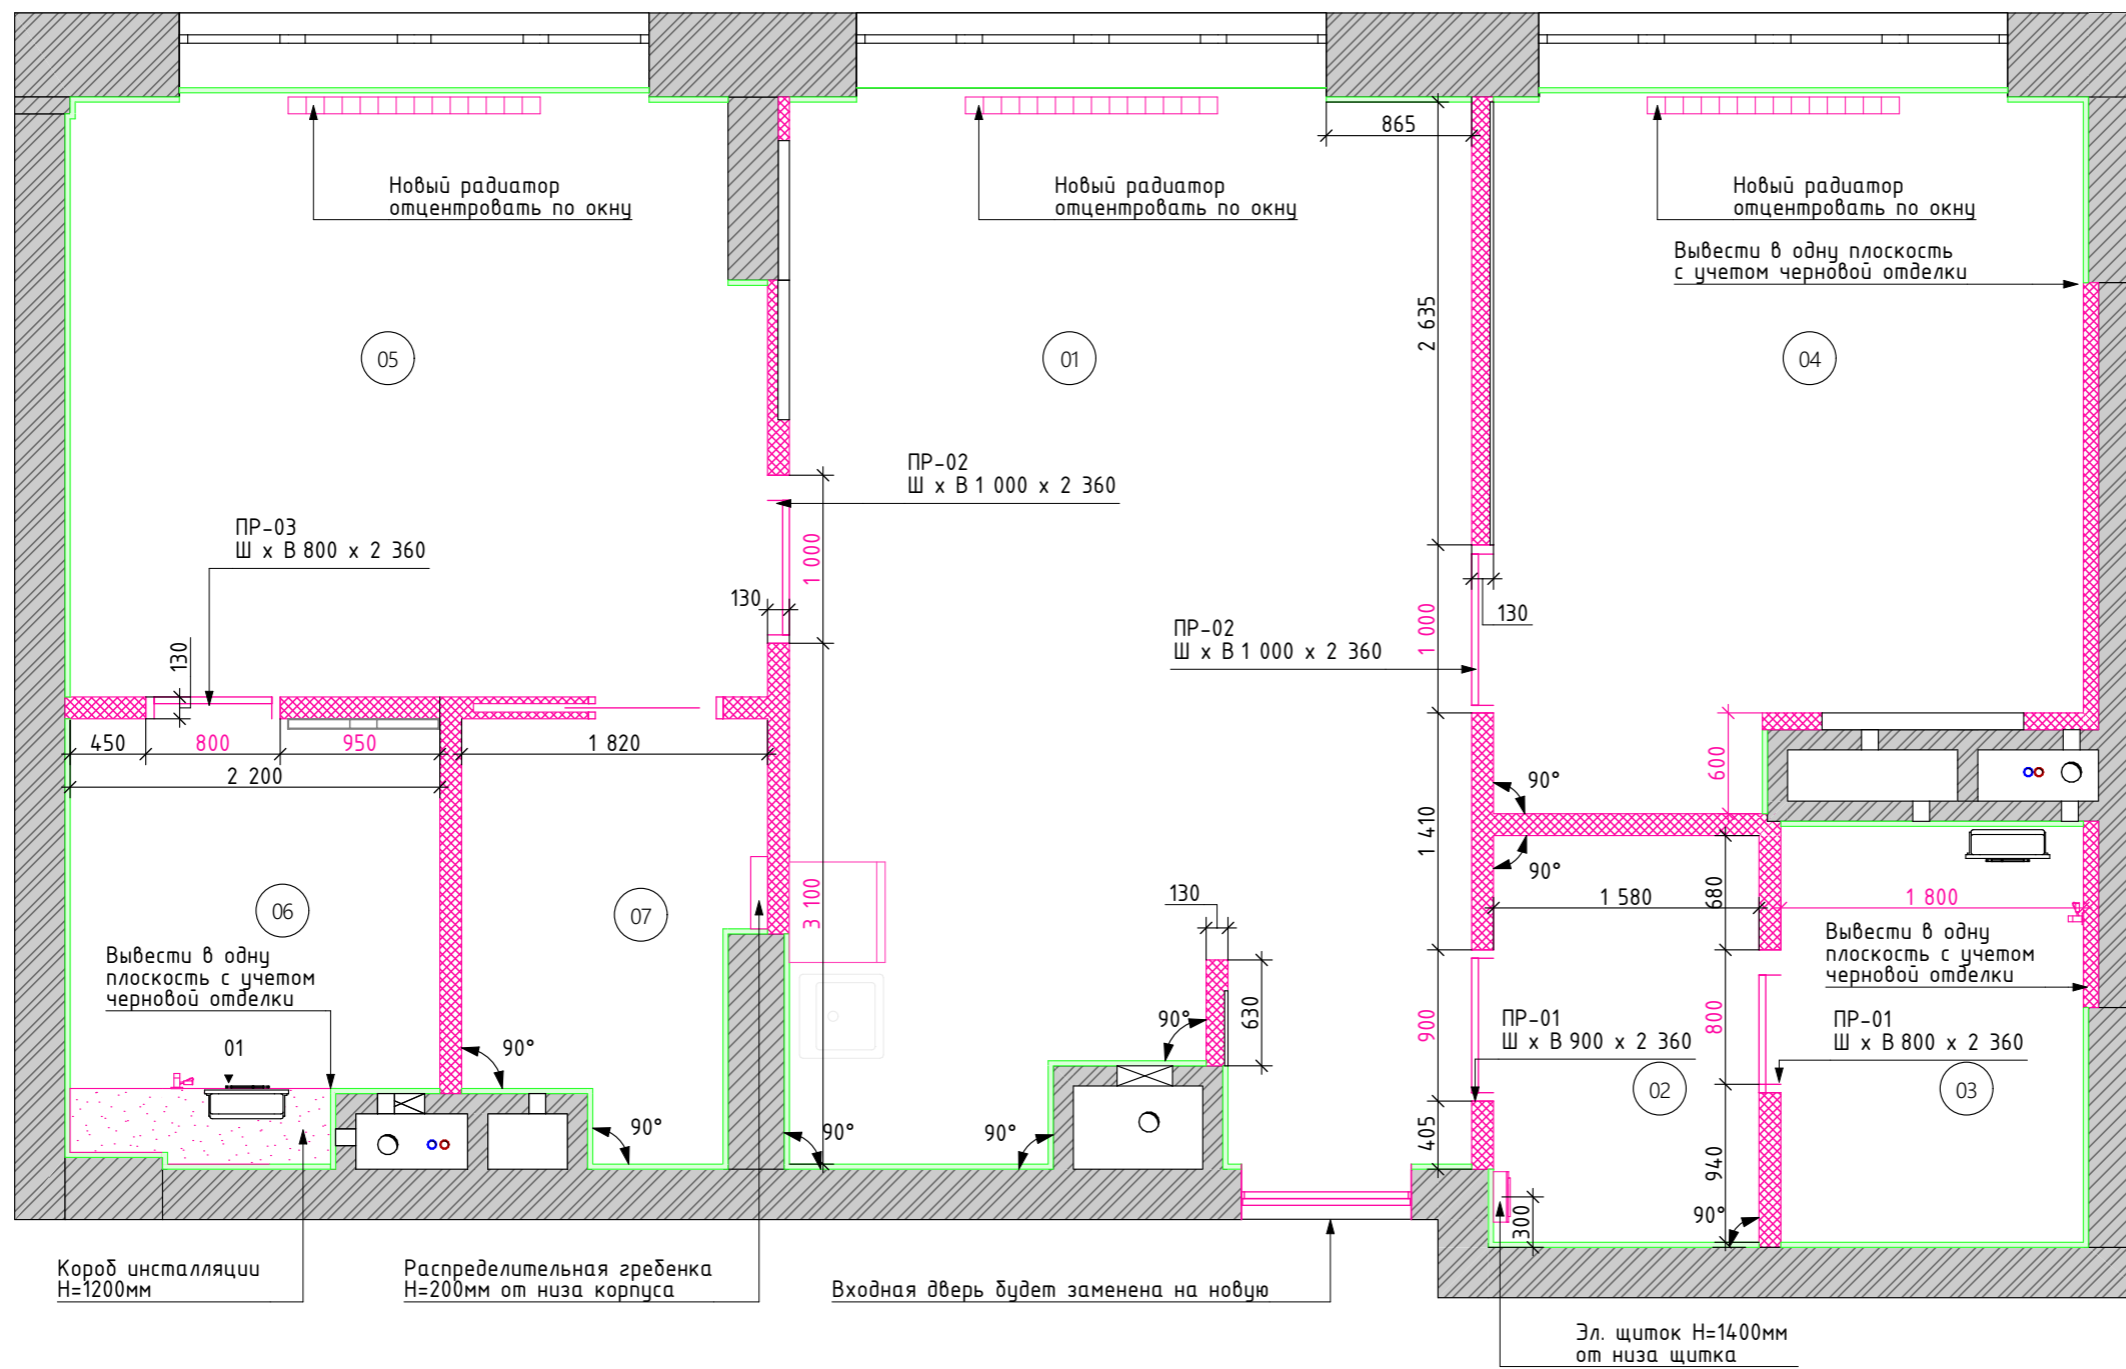 865
Новый радиатор
отцентровать по окну
Новый радиатор
отцентровать по окну
Новый радиатор
отцентровать по окну
Вывести в одну плоскость
с учетом черновой отделки
2 635
05
01
04
ПР-02
Ш х В 1 000 х 2 360
ПР-03
Ш х В 800 х 2 360
1 000
130
130
1 000
ПР-02
Ш х В 1 000 х 2 360
130
450
800
950
1 820
2 200
600
90°
90°
1 410
680
1 580
1 800
3 100
130
06
07
Вывести в одну
плоскость с учетом
черновой отделки
Вывести в одну
плоскость с учетом
черновой отделки
630
90°
90°
01
900
800
ПР-01
Ш х В 900 х 2 360
ПР-01
Ш х В 800 х 2 360
02
03
90°
90°
90°
405
940
90°
300
Короб инсталляции
Н=1200мм
Распределительная гребенка
Н=200мм от низа корпуса
Входная дверь будет заменена на новую
Эл. щиток Н=1400мм
от низа щитка